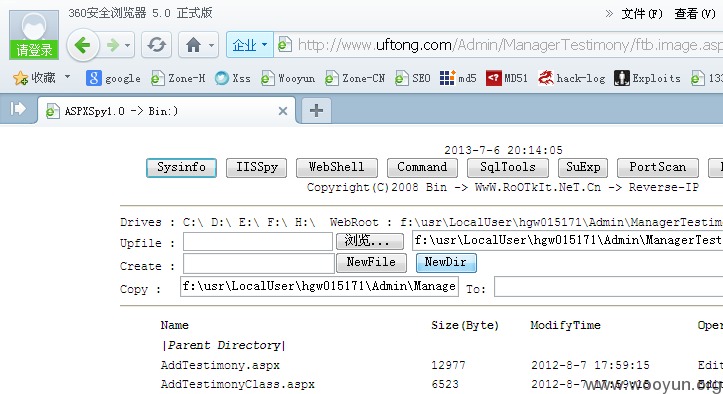 360安全浏览器 5.0 正式版
» 文件(F) 查看(V)
请登录
企业 http://www.uftong.com/Admin/ManagerTestimony/ftb.image.asp
收藏 google Zone-H Xss Wooyun Zone-CN SEO md5 MD51 hack-log Exploits 133
ASPXSpy1.0 -> Bin:)
2013-7-6 20:14:05
Sysinfo IISSpy WebShell Command SqlTools SuExp PortScan
Copyright(C)2008 Bin -> WwW.RoOTkIt.NeT.Cn -> Reverse-IP
Drives : C:\ D:\ E:\ F:\ H:\ WebRoot : f:\usr\LocalUser\hgw015171\Admin\ManagerTestim
Upfile : 浏览... f:\usr\LocalUser\hgw015171\Admin\ManagerTest
Create : NewFile NewDir
Copy : f:\usr\LocalUser\hgw015171\Admin\Manage To:
Name Size(Byte) ModifyTime Oper
|Parent Directory|
AddTestimony.aspx 12977 2012-8-7 17:59:15 Edit
AddTestimonyClass.aspx 6523 2012-8-7 17:59:15 Edit
www.wooyun.org